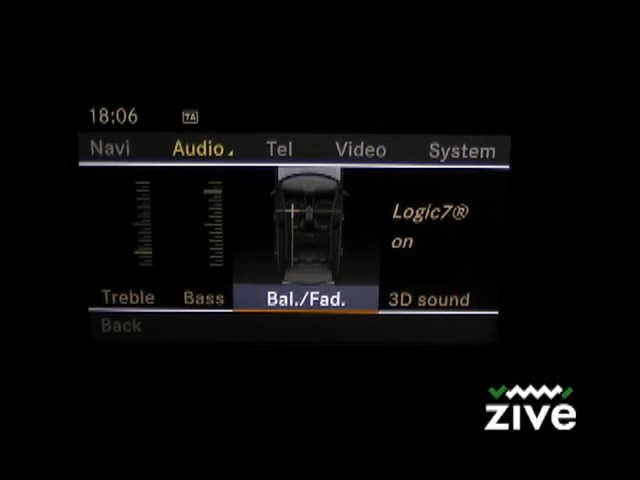 18:06 TA
Navi Audio Tel Video System
Logic7®
on
Treble Bass Bal./Fad. 3D sound
Back
zive